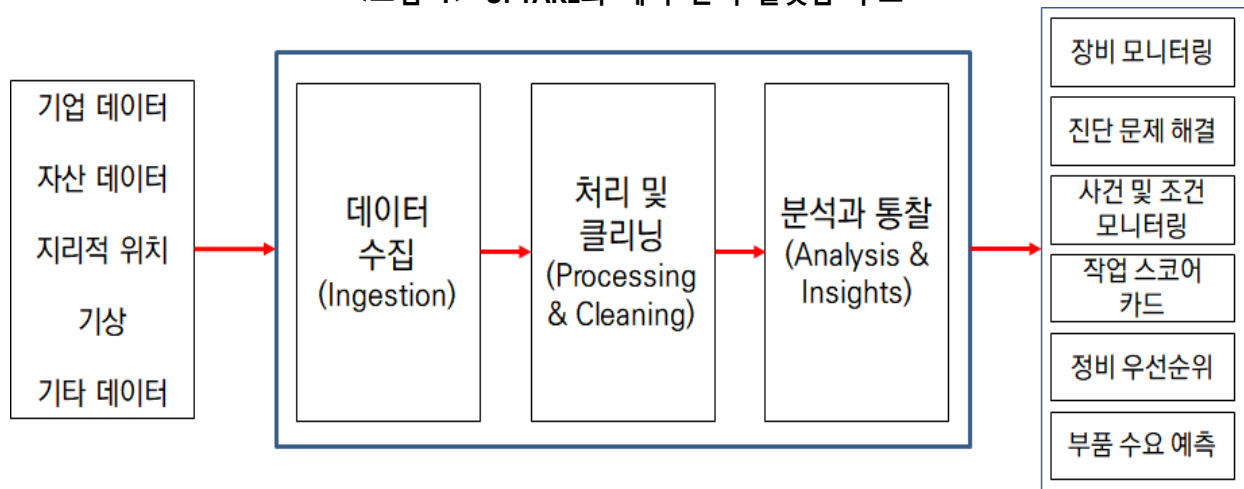 기업 데이터
자산 데이터
지리적 위치
기상
기타 데이터
데이터
수집
(Ingestion)
처리 및
클리닝
(Processing
& Cleaning)
분석과 통찰
(Analysis &
Insights)
장비 모니터링
진단 문제 해결
사건 및 조건
모니터링
작업 스코어
카드
정비 우선순위
부품 수요 예측